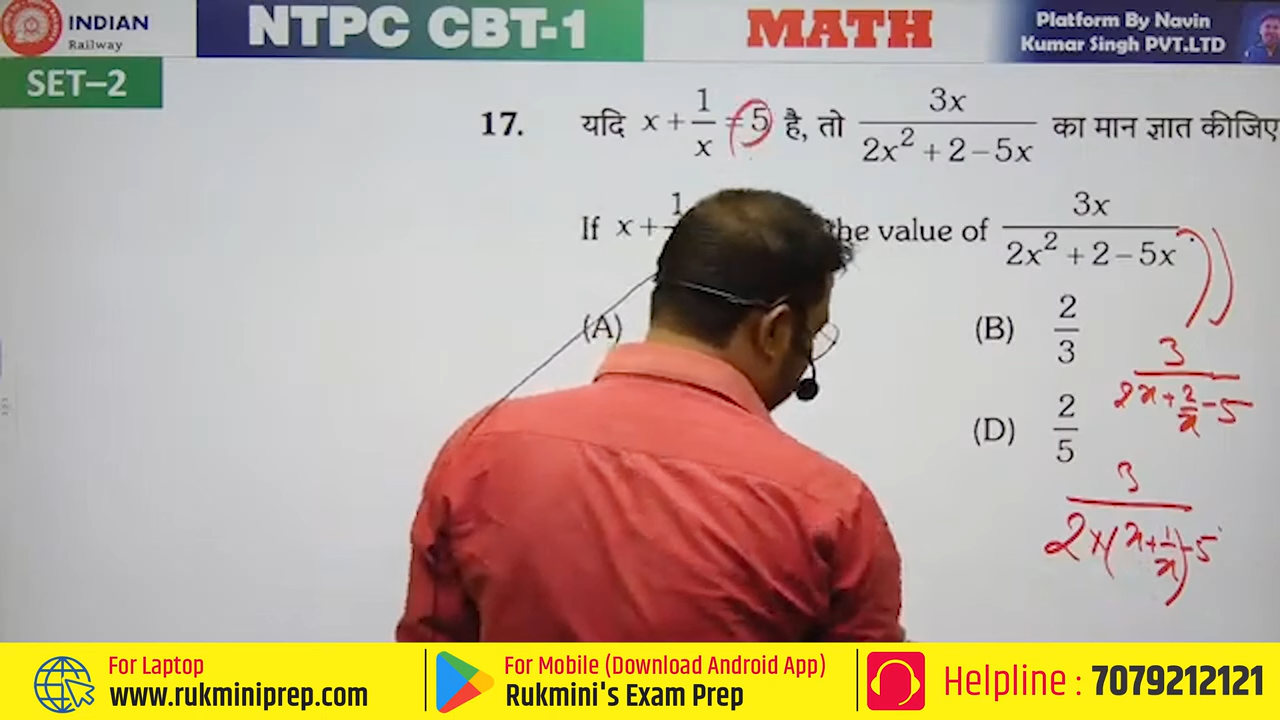 INDIAN
Railway
NTPC CBT-1
MATH
Platform By Navin
Kumar Singh PVT.LTD
SET–2
17. यदि x + 1/x = 5 है, तो 3x/(2x² + 2 – 5x) का मान ज्ञात कीजिए
If x + 1 the value of 3x/(2x² + 2 – 5x)
(A) (B) 2/3
3/(2x + 2/x – 5)
(D) 2/5
3/(2×(x + 1/x) – 5)
For Laptop
www.rukminiprep.com
For Mobile (Download Android App)
Rukmini's Exam Prep
Helpline : 7079212121